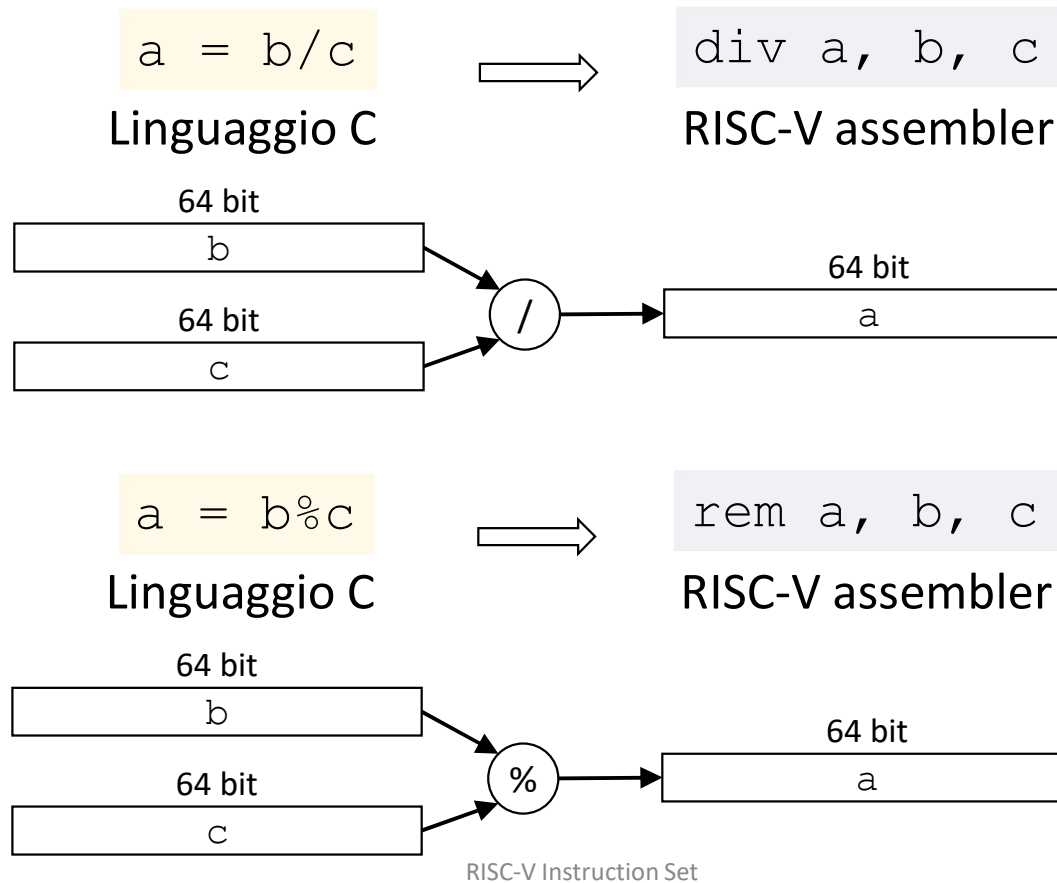 a = b/c
div a, b, c
Linguaggio C
RISC-V assembler
64 bit
b
64 bit
c
/
64 bit
a
a = b%c
rem a, b, c
Linguaggio C
RISC-V assembler
64 bit
b
64 bit
c
%
64 bit
a
RISC-V Instruction Set